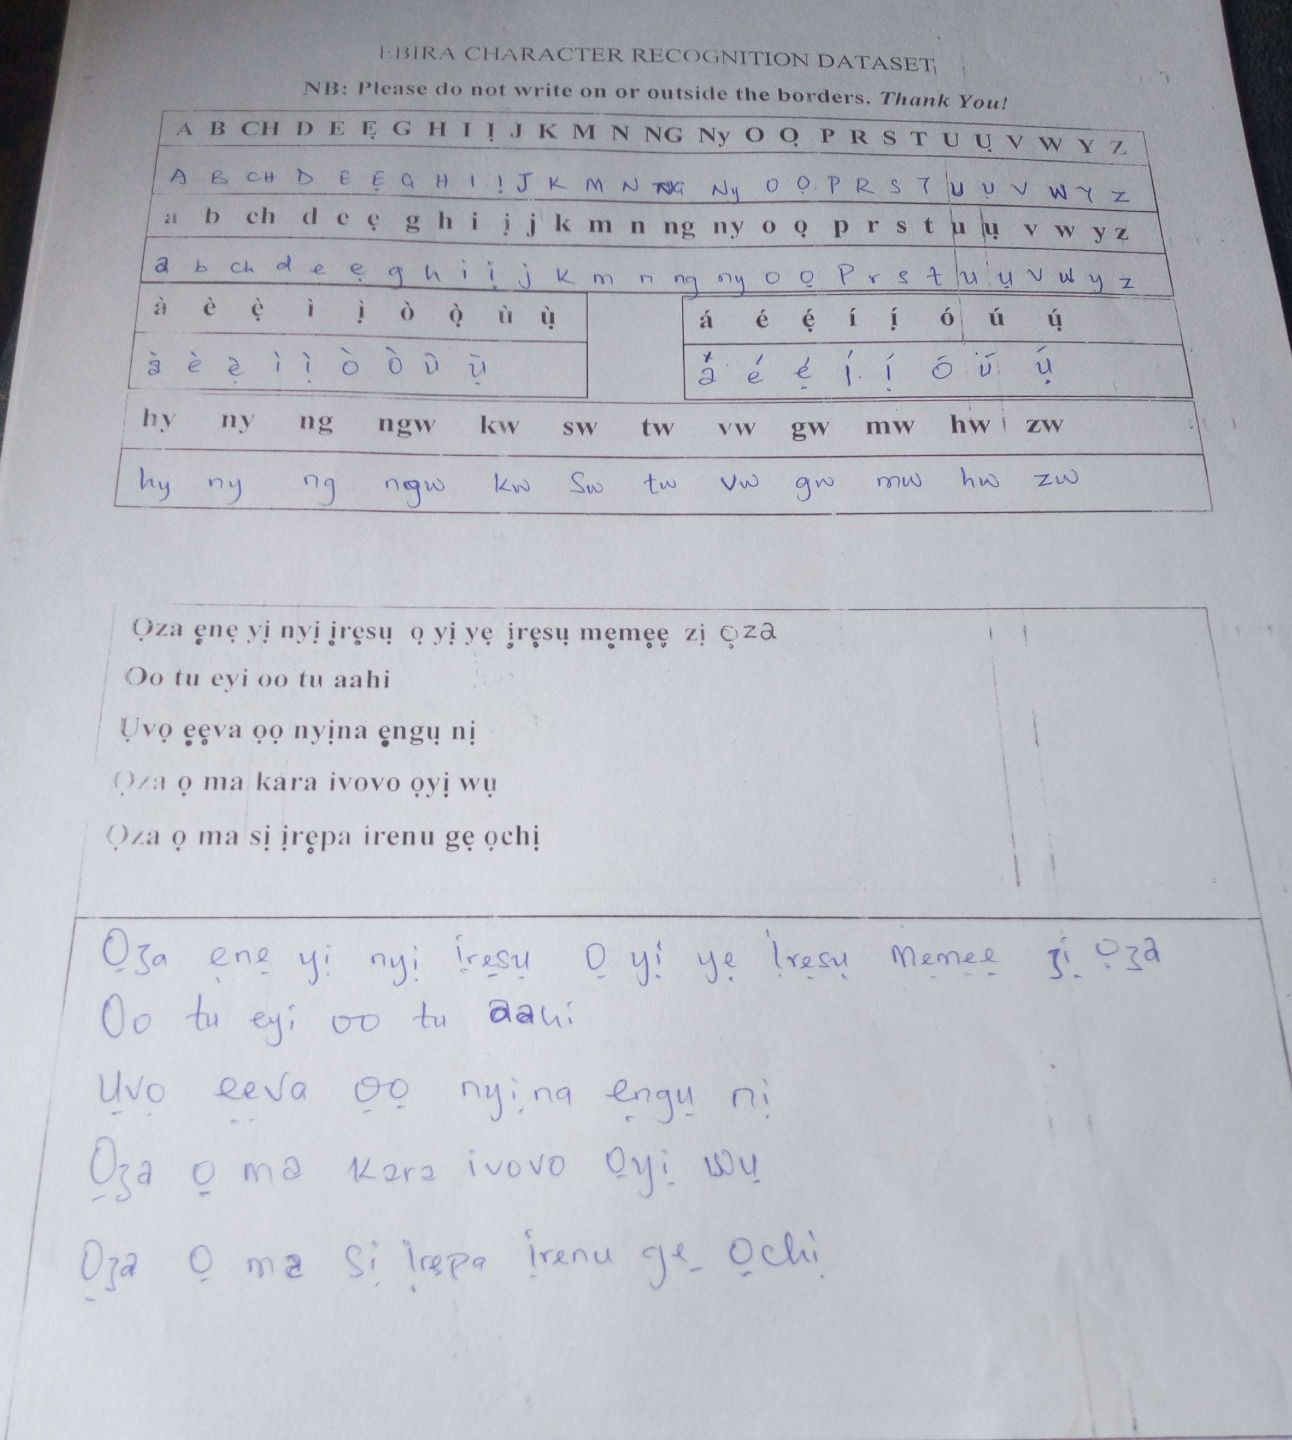 EBIRA CHARACTER RECOGNITION DATASET
NB: Please do not write on or outside the borders. Thank You!
A B CH D E Ẹ G H I Ị J K M N NG Ny O Ọ P R S T U Ụ V W Y Z
A B CH D E Ẹ G H I Ị J K M N NG Ny O Ọ P R S T U Ụ V W Y Z
a b ch d e ẹ g h i ị j k m n ng ny o ọ p r s t u ụ v w y z
a b ch d e ẹ g h i ị j k m n ng ny o ọ p r s t u ụ v w y z
à è ẹ̀ ì ị̀ ò ọ̀ ù ụ̀
à è ẹ̀ ì ị̀ ò ò ù ụ̀
á é ẹ́ í ị́ ó ú ụ́
á é ẹ́ í ị́ ó ú ụ́
hy ny ng ngw kw sw tw vw gw mw hw zw
hy ny ng ngw kw Sw tw vw gw mw hw zw
Ọza ẹnẹ yị nyị ịrẹsụ ọ yị yẹ ịrẹsụ mẹmẹẹ zị ọza
Oo tu eyi oo tu aahi
Ụvọ ẹẹva ọọ nyịna ẹngụ nị
Ọza ọ ma kara ivovo ọyị wụ
Ọza ọ ma sị ịrẹpa irenu gẹ ọchị
Ọza ẹnẹ yị nyị ịrẹsụ Ọ yị yẹ ịrẹsụ mẹmẹẹ zị ọza
Oo tu eyi oo tu aahi
Ụvọ ẹẹva ọọ nyịna ẹngụ nị
Ọza ọ ma kara ivovo ọyị wụ
Ọza Ọ ma Sị ịrẹpa ịrenu gẹ Ọchị